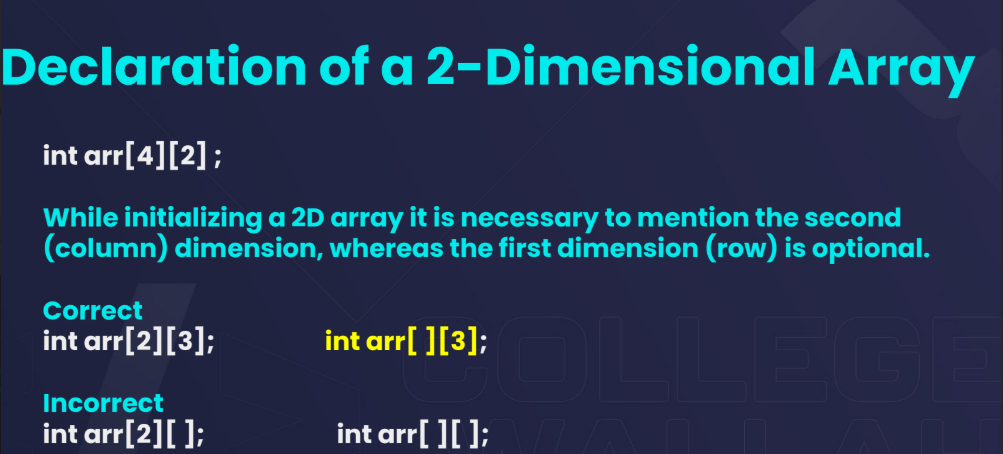 Declaration of a 2-Dimensional Array
int arr[4][2] ;
While initializing a 2D array it is necessary to mention the second
(column) dimension, whereas the first dimension (row) is optional.
Correct
int arr[2][3]; int arr[ ][3];
Incorrect
int arr[2][ ]; int arr[ ][ ];
COLLEGE